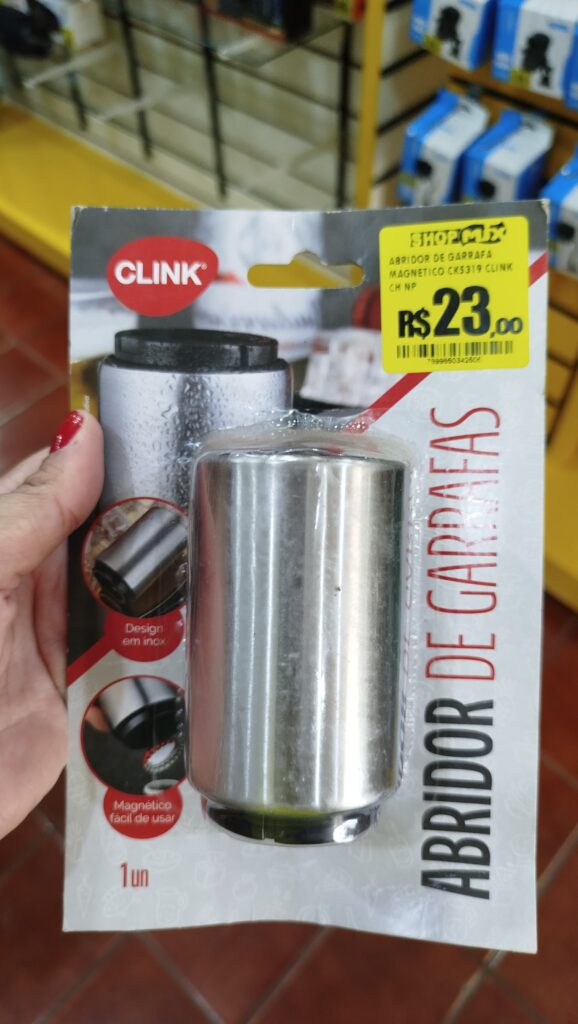 CLINK®
SHOP MIX
ABRIDOR DE GARRAFA
MAGNETICO CK5319 CLINK
CH NP
R$23,00
7899660342606
ABRIDOR DE GARRAFAS
Design
em inox
Magnético
fácil de usar
1un